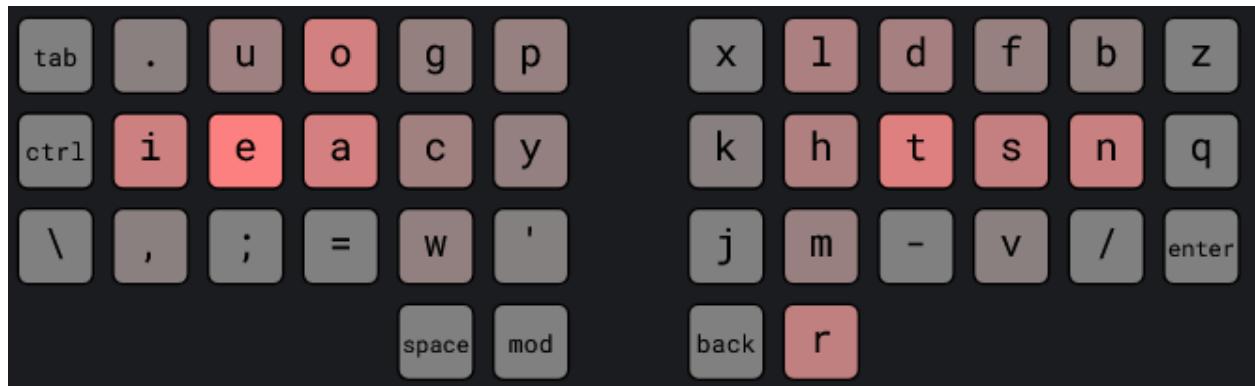 tab . u o g p x l d f b z
ctrl i e a c y k h t s n q
\ , ; = w ' j m - v / enter
space mod back r